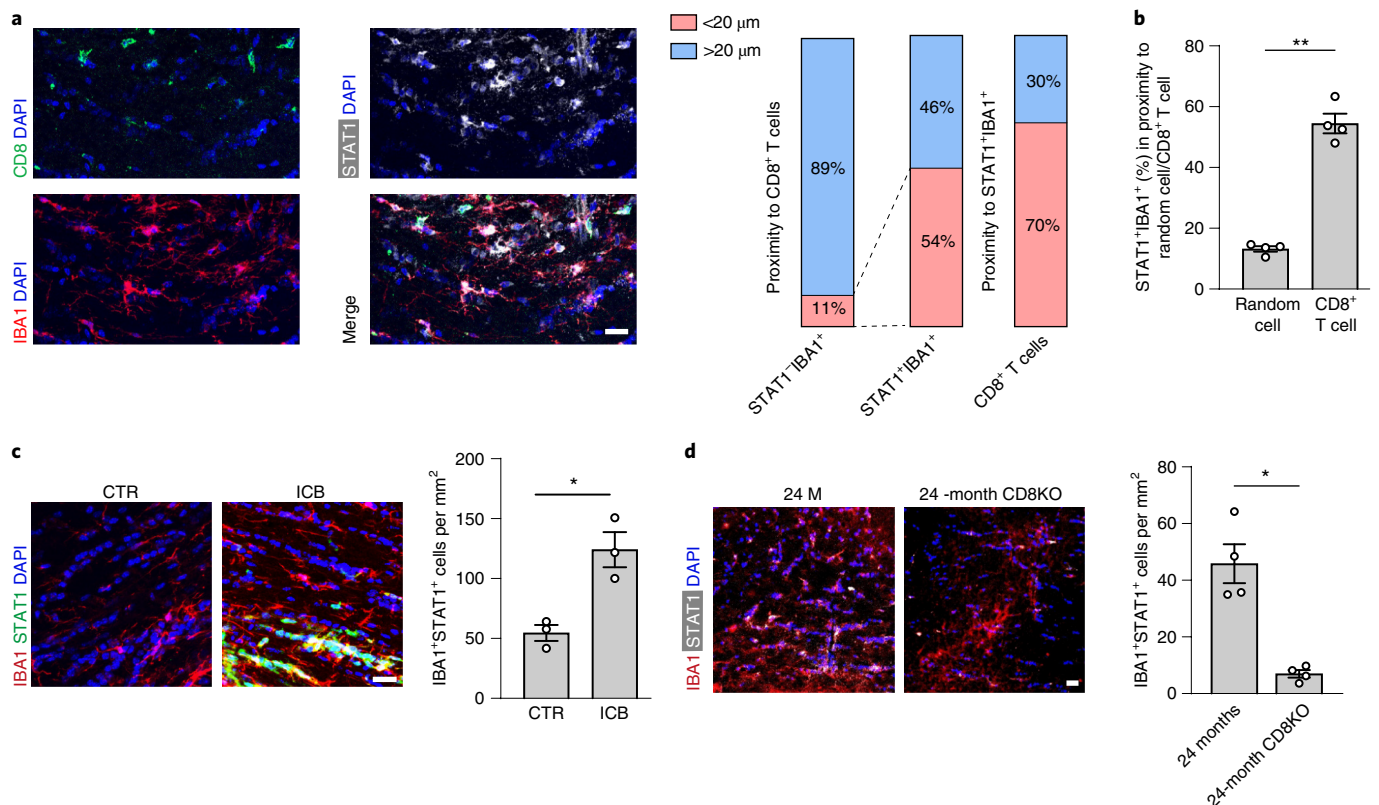 a
CD8 DAPI
STAT1 DAPI
IBA1 DAPI
Merge
<20 μm
>20 μm
Proximity to CD8+ T cells
89%
11%
46%
54%
Proximity to STAT1+IBA1+
30%
70%
STAT1−IBA1+
STAT1+IBA1+
CD8+ T cells
b
STAT1+IBA1+ (%) in proximity to
random cell/CD8+ T cell
80
60
40
20
0
**
Random
cell
CD8+
T cell
c
CTR
ICB
IBA1 STAT1 DAPI
IBA1+STAT1+ cells per mm2
200
150
100
50
0
*
CTR
ICB
d
24 M
24 -month CD8KO
IBA1 STAT1 DAPI
IBA1+STAT1+ cells per mm2
80
60
40
20
0
*
24 months
24-month CD8KO